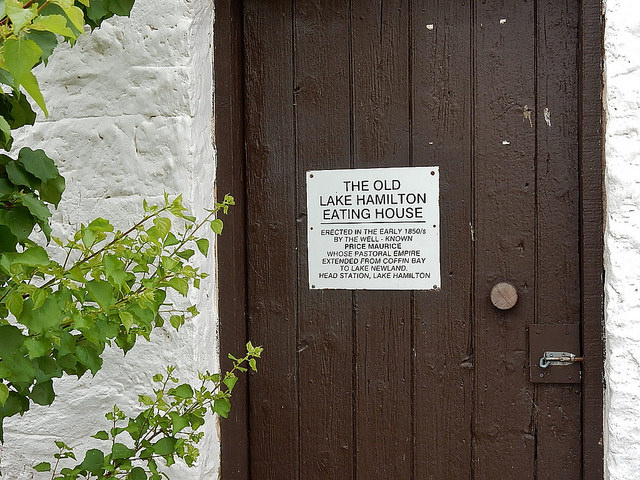 THE OLD
LAKE HAMILTON
EATING HOUSE
ERECTED IN THE EARLY 1850/s
BY THE WELL - KNOWN
PRICE MAURICE
WHOSE PASTORAL EMPIRE
EXTENDED FROM COFFIN BAY
TO LAKE NEWLAND.
HEAD STATION, LAKE HAMILTON